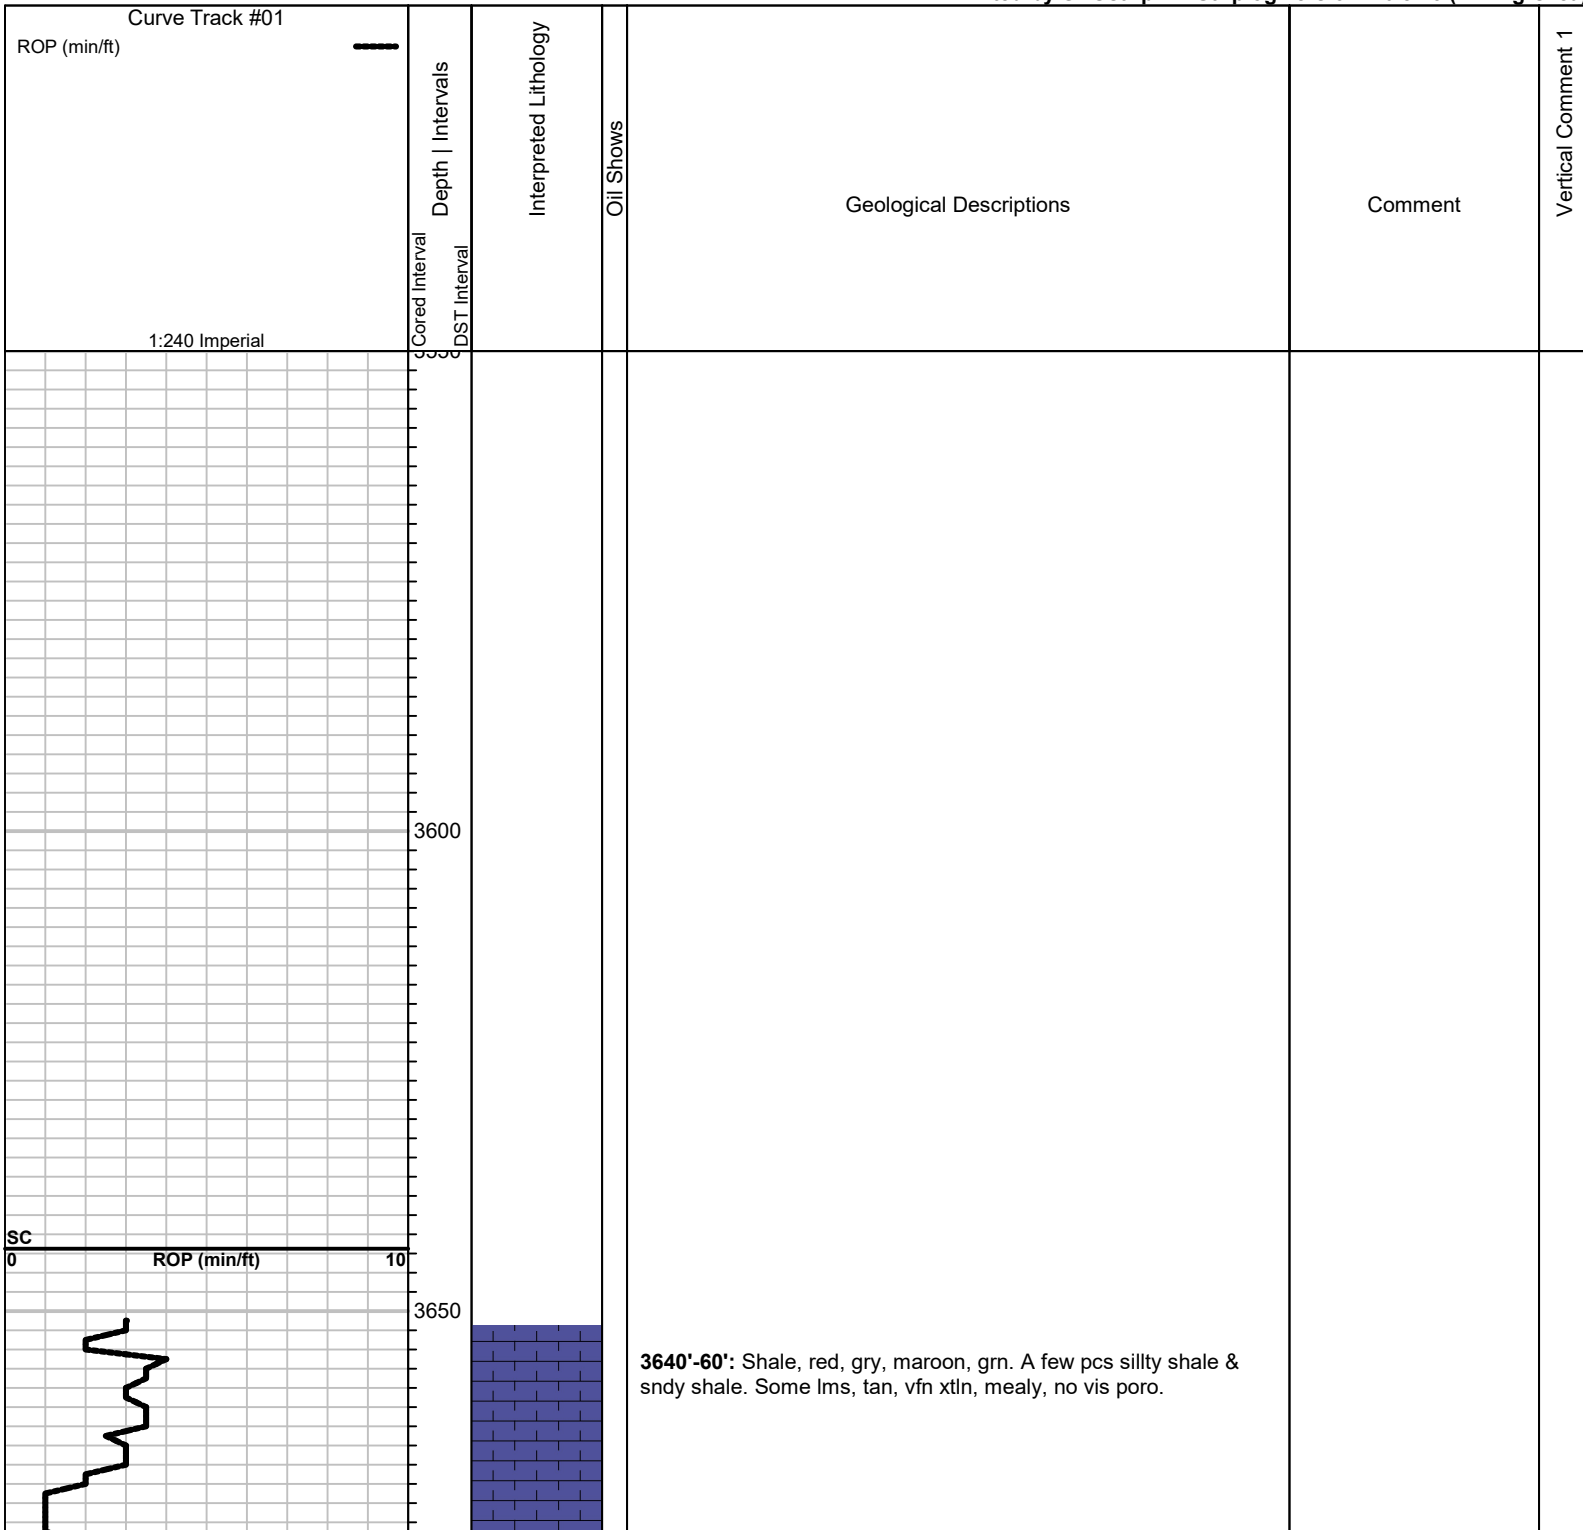 Curve Track #01
ROP (min/ft)
1:240 Imperial
Depth | Intervals
Cored Interval
DST Interval
Interpreted Lithology
Oil Shows
Geological Descriptions
Comment
Vertical Comment 1
3600
SC
0 ROP (min/ft) 10
3650
3640'-60': Shale, red, gry, maroon, grn. A few pcs sillty shale &
sndy shale. Some lms, tan, vfn xtln, mealy, no vis poro.